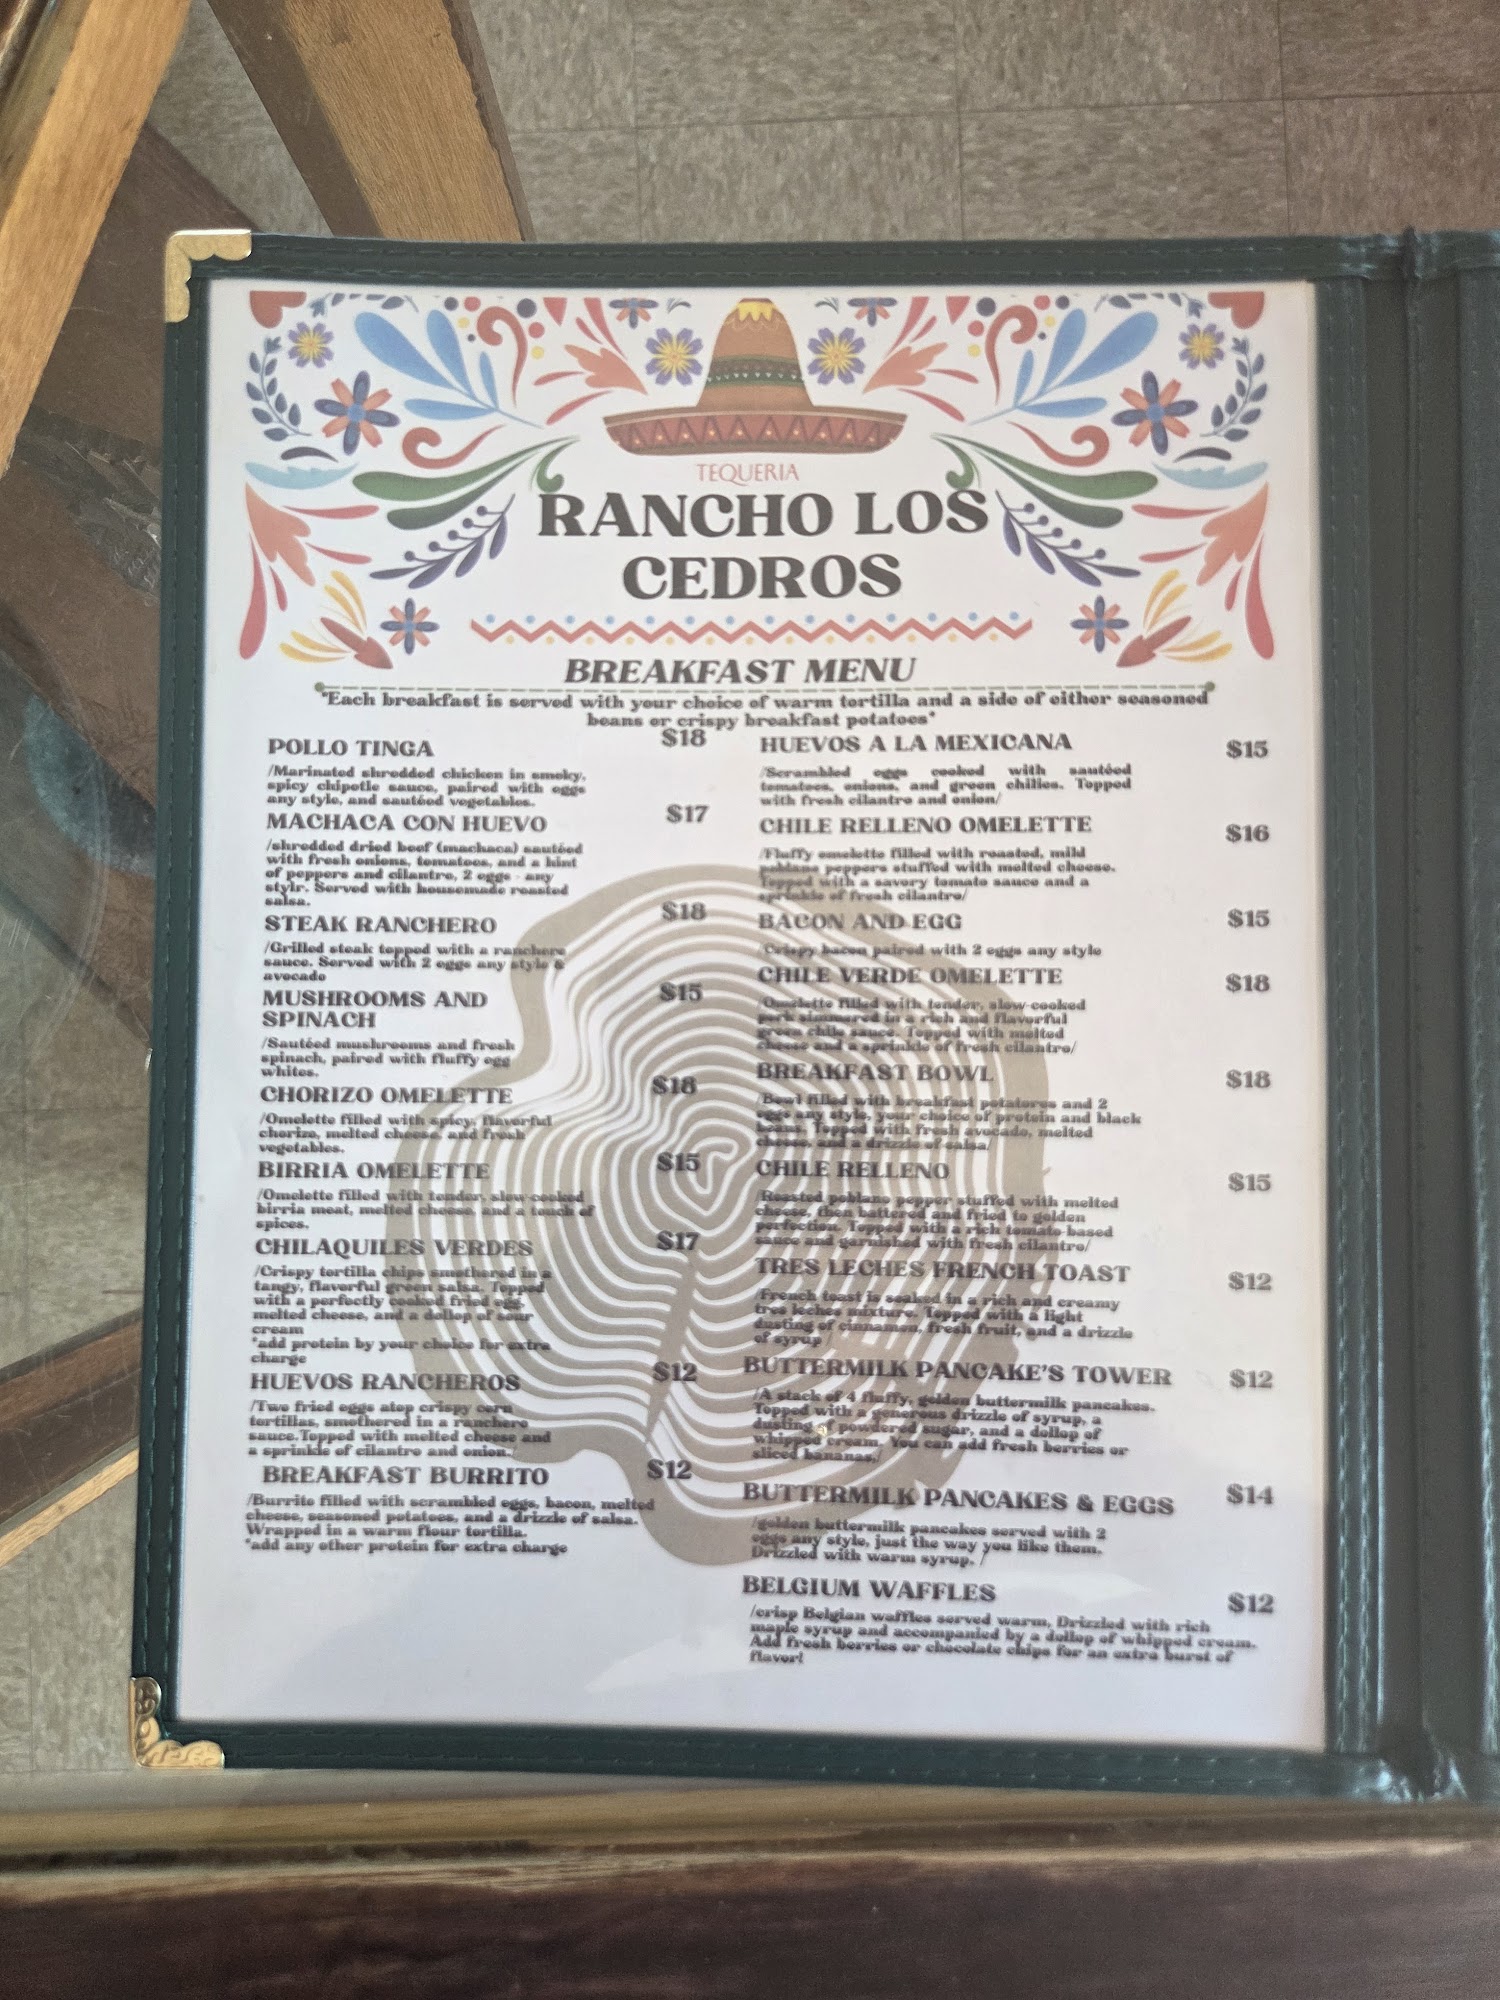 TEQUERIA
RANCHO LOS
CEDROS
BREAKFAST MENU
*Each breakfast is served with your choice of warm tortilla and a side of either seasoned
beans or crispy breakfast potatoes*
POLLO TINGA $18
/Marinated shredded chicken in smoky,
spicy chipotle sauce, paired with eggs
any style, and sautéed vegetables.
MACHACA CON HUEVO $17
/shredded dried beef (machaca) sautéed
with fresh onions, tomatoes, and a hint
of peppers and cilantro, 2 eggs - any
stylr. Served with housemade roasted
salsa.
STEAK RANCHERO $18
/Grilled steak topped with a ranchero
sauce. Served with 2 eggs any style &
avocado
MUSHROOMS AND $15
SPINACH
/Sautéed mushrooms and fresh
spinach, paired with fluffy egg
whites.
CHORIZO OMELETTE $18
/Omelette filled with spicy, flavorful
chorizo, melted cheese, and fresh
vegetables.
BIRRIA OMELETTE $15
/Omelette filled with tender, slow-cooked
birria meat, melted cheese, and a touch of
spices.
CHILAQUILES VERDES $17
/Crispy tortilla chips smothered in a
tangy, flavorful green salsa. Topped
with a perfectly cooked fried egg,
melted cheese, and a dollop of sour
cream
*add protein by your choice for extra
charge
HUEVOS RANCHEROS $12
/Two fried eggs atop crispy corn
tortillas, smothered in a ranchero
sauce.Topped with melted cheese and
a sprinkle of cilantro and onion./
BREAKFAST BURRITO $12
/Burrito filled with scrambled eggs, bacon, melted
cheese, seasoned potatoes, and a drizzle of salsa.
Wrapped in a warm flour tortilla.
*add any other protein for extra charge
HUEVOS A LA MEXICANA $15
/Scrambled eggs cooked with sautéed
tomatoes, onions, and green chilies. Topped
with fresh cilantro and onion/
CHILE RELLENO OMELETTE $16
/Fluffy omelette filled with roasted, mild
poblano peppers stuffed with melted cheese.
Topped with a savory tomato sauce and a
sprinkle of fresh cilantro/
BACON AND EGG $15
/Crispy bacon paired with 2 eggs any style
CHILE VERDE OMELETTE $18
/Omelette filled with tender, slow-cooked
pork simmered in a rich and flavorful
green chile sauce. Topped with melted
cheese and a sprinkle of fresh cilantro/
BREAKFAST BOWL $18
/Bowl filled with breakfast potatores and 2
eggs any style, your choice of protein and black
beans. Topped with fresh avocado, melted
cheese, and a drizzle of salsa/
CHILE RELLENO $15
/Roasted poblano pepper stuffed with melted
cheese, then battered and fried to golden
perfection. Topped with a rich tomato-based
sauce and garnished with fresh cilantro/
TRES LECHES FRENCH TOAST $12
/French toast is soaked in a rich and creamy
tres leches mixture. Topped with a light
dusting of cinnamon, fresh fruit, and a drizzle
of syrup
BUTTERMILK PANCAKE'S TOWER $12
/A stack of 4 fluffy, golden buttermilk pancakes.
Topped with a generous drizzle of syrup, a
dusting of powdered sugar, and a dollop of
whipped cream. You can add fresh berries or
sliced bananas./
BUTTERMILK PANCAKES & EGGS $14
/golden buttermilk pancakes served with 2
eggs any style, just the way you like them.
Drizzled with warm syrup. /
BELGIUM WAFFLES $12
/crisp Belgian waffles served warm, Drizzled with rich
maple syrup and accompanied by a dollop of whipped cream.
Add fresh berries or chocolate chips for an extra burst of
flavor!